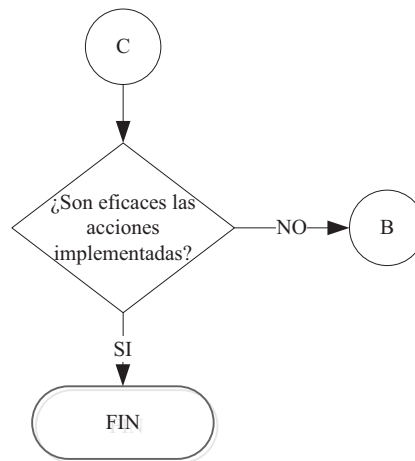 C
¿Son eficaces las
acciones
implementadas?
NO
B
SI
FIN